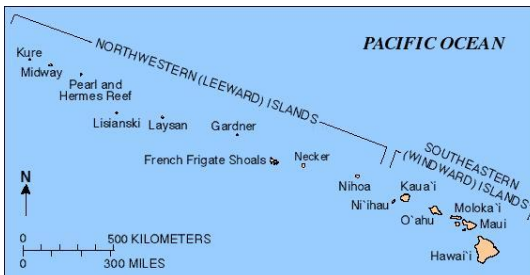 PACIFIC OCEAN
NORTHWESTERN (LEEWARD) ISLANDS
SOUTHEASTERN
(WINDWARD) ISLANDS
Kure
Midway
Pearl and
Hermes Reef
Lisianski
Laysan
Gardner
French Frigate Shoals
Necker
Nihoa
Ni`ihau
Kaua`i
O`ahu
Moloka`i
Maui
Hawai`i
N
0 500 KILOMETERS
0 300 MILES